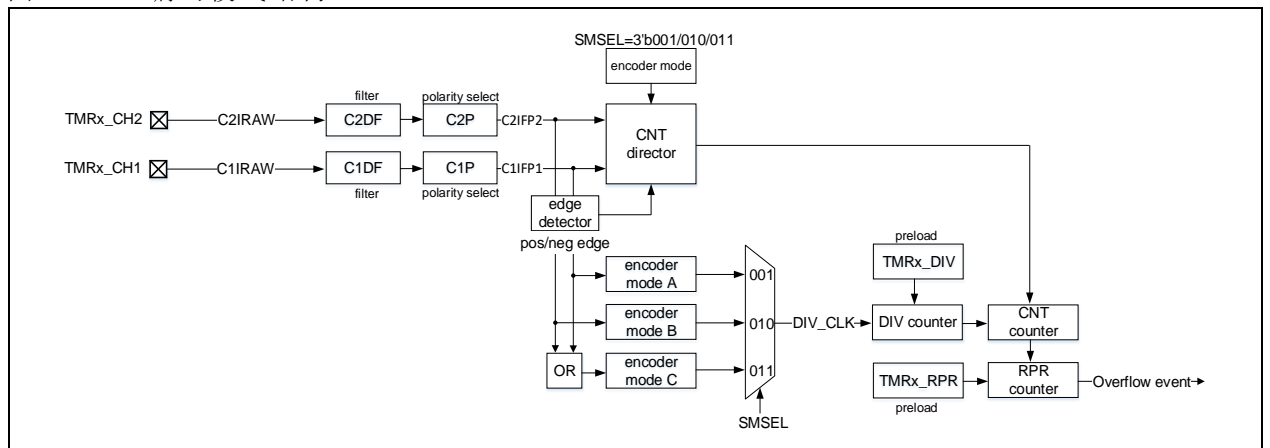 SMSEL=3'b001/010/011
encoder mode
filter
polarity select
TMRx_CH2
C2IRAW
C2DF
C2P
C2IFP2
CNT
director
TMRx_CH1
C1IRAW
C1DF
C1P
C1IFP1
filter
polarity select
edge
detector
pos/neg edge
preload
TMRx_DIV
encoder
mode A
001
encoder
mode B
010
DIV_CLK
DIV counter
CNT
counter
OR
encoder
mode C
011
TMRx_RPR
RPR
counter
Overflow event
preload
SMSEL